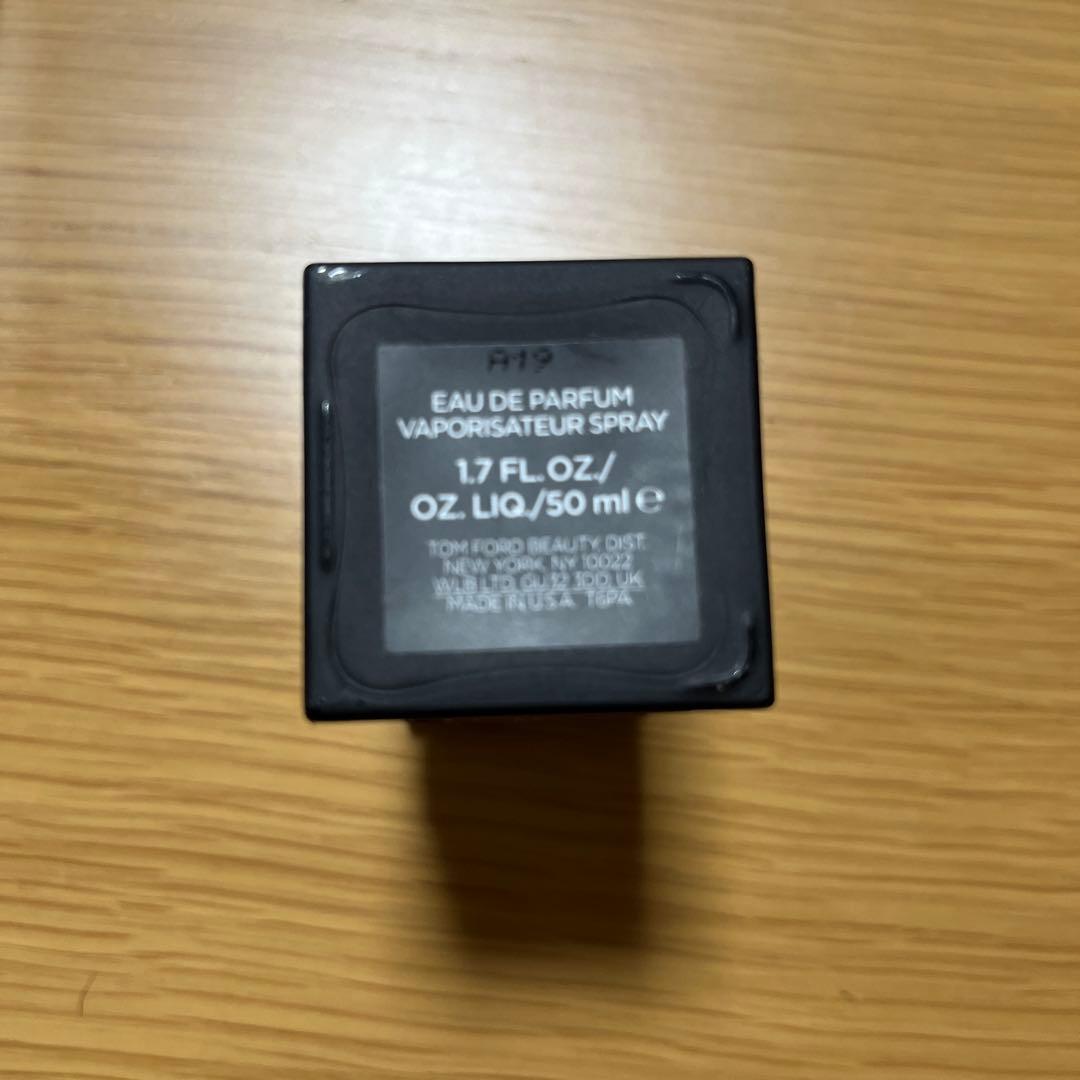 A19
EAU DE PARFUM
VAPORISATEUR SPRAY
1.7 FL.OZ./
OZ. LIQ./50 ml ℮
TOM FORD BEAUTY, DIST.
NEW YORK, NY 10022
WLB LTD, GU32 3DD, UK.
MADE IN U.S.A.